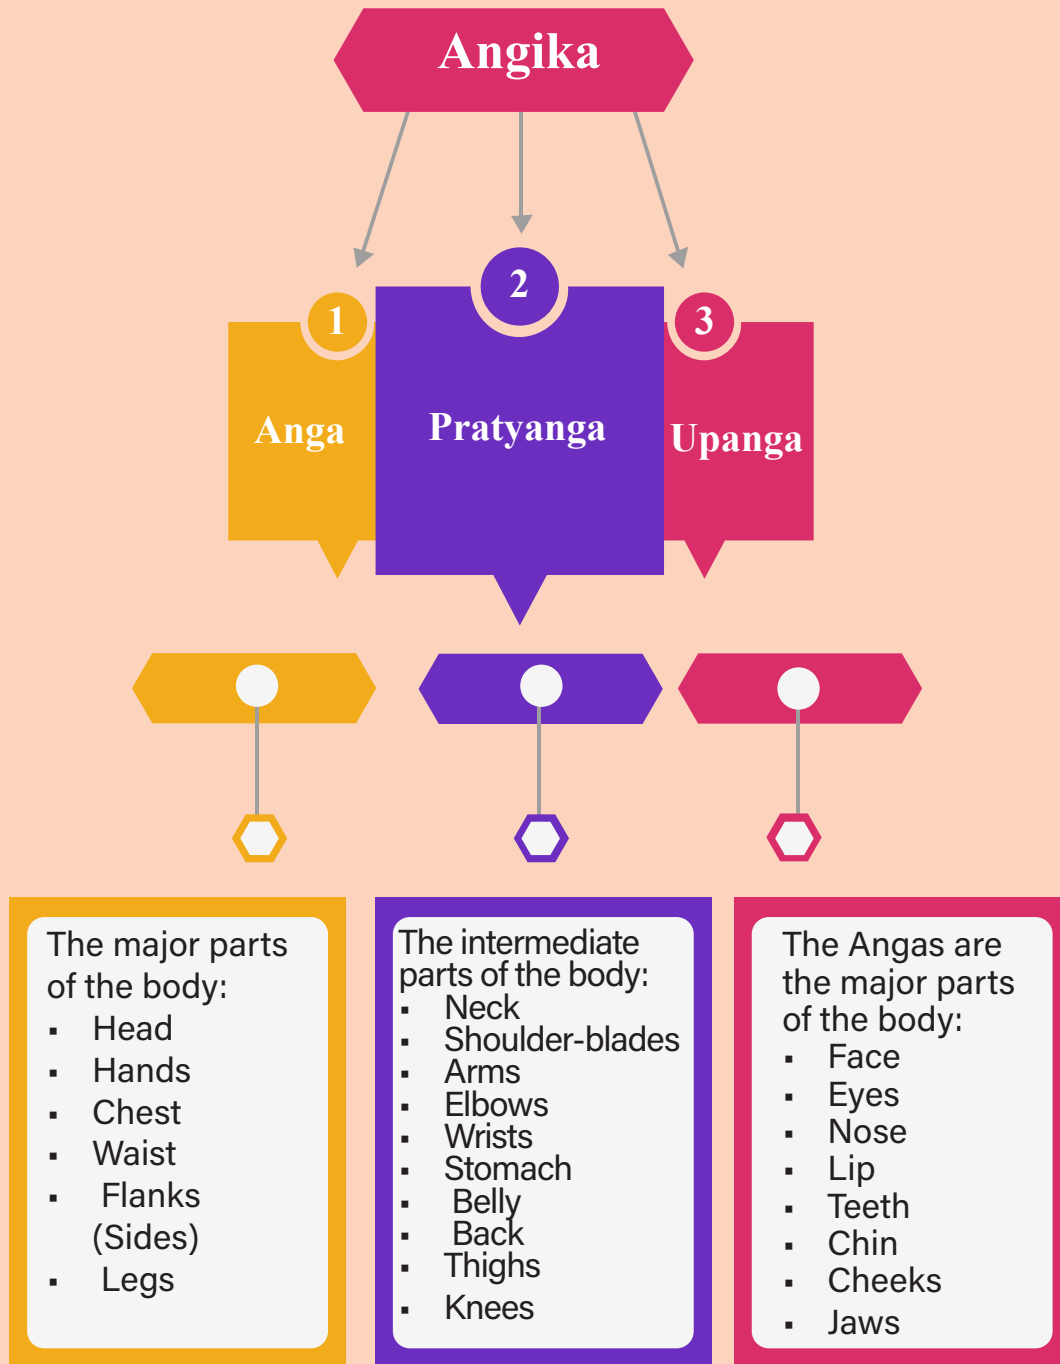 Angika
1
2
3
Anga
Pratyanga
Upanga
The major parts
of the body:
▪ Head
▪ Hands
▪ Chest
▪ Waist
▪ Flanks
(Sides)
▪ Legs
The intermediate
parts of the body:
▪ Neck
▪ Shoulder-blades
▪ Arms
▪ Elbows
▪ Wrists
▪ Stomach
▪ Belly
▪ Back
▪ Thighs
▪ Knees
The Angas are
the major parts
of the body:
▪ Face
▪ Eyes
▪ Nose
▪ Lip
▪ Teeth
▪ Chin
▪ Cheeks
▪ Jaws